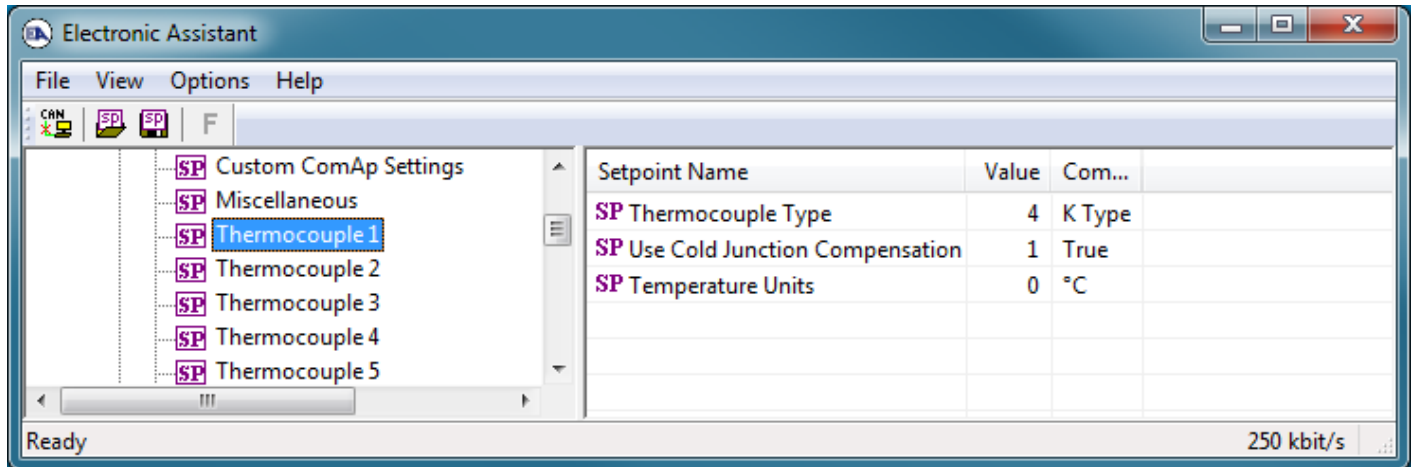 Electronic Assistant
File View Options Help
CAN SP SP F
SP Custom ComAp Settings
SP Miscellaneous
SP Thermocouple 1
SP Thermocouple 2
SP Thermocouple 3
SP Thermocouple 4
SP Thermocouple 5
Setpoint Name Value Com...
SP Thermocouple Type 4 K Type
SP Use Cold Junction Compensation 1 True
SP Temperature Units 0 °C
Ready 250 kbit/s